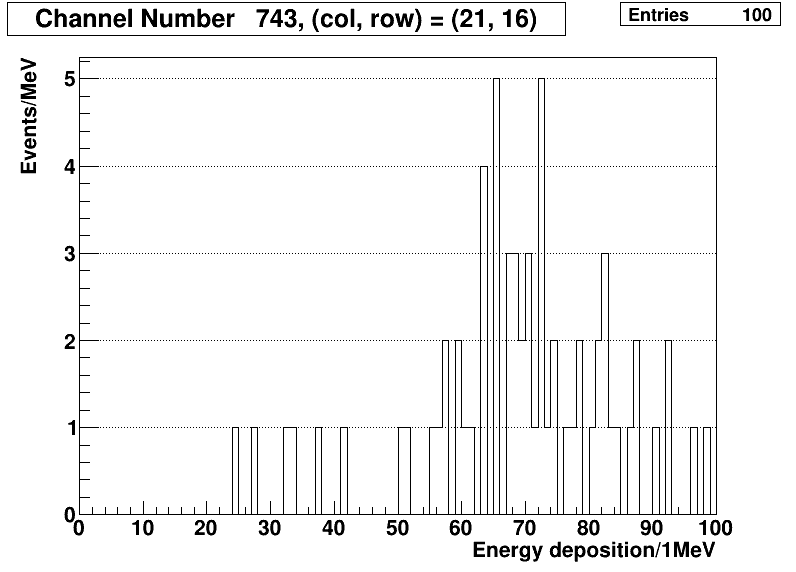 Channel Number 743, (col, row) = (21, 16)
Entries 100
Events/MeV
5
4
3
2
1
0
0 10 20 30 40 50 60 70 80 90 100
Energy deposition/1MeV